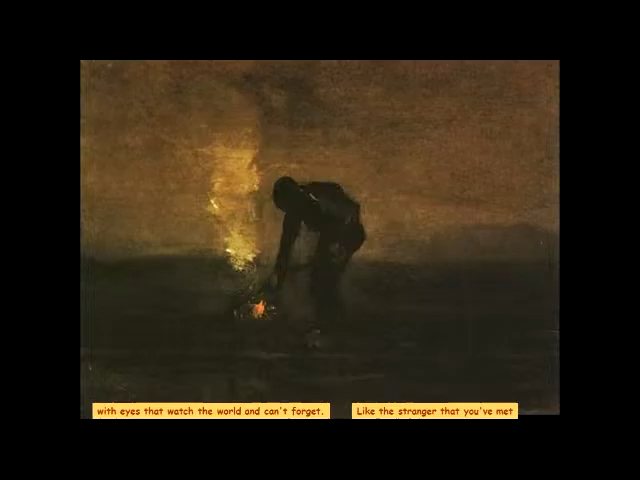 with eyes that watch the world and can't forget.
Like the stranger that you've met